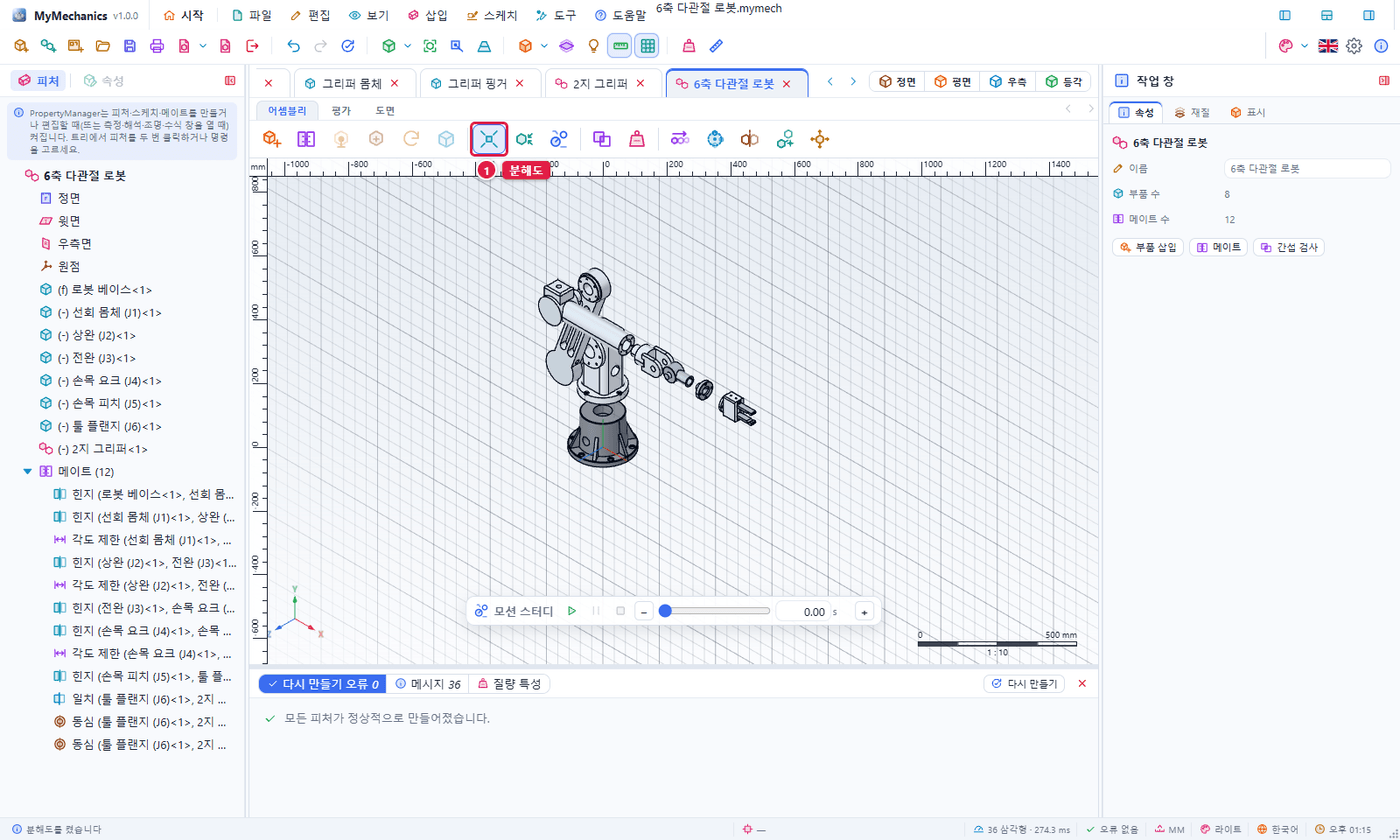 MyMechanics v1.0.0 시작 파일 편집 보기 삽입 스케치 도구 도움말 6축 다관절 로봇.mymech
피처 속성
PropertyManager는 피처·스케치·메이트를 만들거
나 편집할 때(또는 측정·해석·조명·수식 창을 열 때)
켜집니다. 트리에서 피처를 두 번 클릭하거나 명령
을 고르세요.
6축 다관절 로봇
정면
윗면
우측면
원점
(f) 로봇 베이스<1>
(-) 선회 몸체 (J1)<1>
(-) 상완 (J2)<1>
(-) 전완 (J3)<1>
(-) 손목 요크 (J4)<1>
(-) 손목 피치 (J5)<1>
(-) 툴 플랜지 (J6)<1>
(-) 2지 그리퍼<1>
메이트 (12)
힌지 (로봇 베이스<1>, 선회 몸...
힌지 (선회 몸체 (J1)<1>, 상완 (...
각도 제한 (선회 몸체 (J1)<1>, ...
힌지 (상완 (J2)<1>, 전완 (J3)<1...
각도 제한 (상완 (J2)<1>, 전완 (...
힌지 (전완 (J3)<1>, 손목 요크 (...
힌지 (손목 요크 (J4)<1>, 손목 ...
각도 제한 (손목 요크 (J4)<1>, ...
힌지 (손목 피치 (J5)<1>, 툴 플...
일치 (툴 플랜지 (J6)<1>, 2지 ...
동심 (툴 플랜지 (J6)<1>, 2지 ...
동심 (툴 플랜지 (J6)<1>, 2지 ...
그리퍼 몸체 그리퍼 핑거 2지 그리퍼 6축 다관절 로봇 정면 평면 우측 등각
어셈블리 평가 도면
1 분해도
mm -1000 -800 -600 0 200 400 600 800 1000 1200 1400
800
600
400
200
0
-200
-400
-600
Y
X
Z
모션 스터디 0.00 s
0 500 mm
1 : 10
다시 만들기 오류 0 메시지 36 질량 특성 다시 만들기
모든 피처가 정상적으로 만들어졌습니다.
작업 창
속성 재질 표시
6축 다관절 로봇
이름 6축 다관절 로봇
부품 수 8
메이트 수 12
부품 삽입 메이트 간섭 검사
분해도를 켰습니다 — 36 삼각형 · 274.3 ms 오류 없음 MM 라이트 한국어 오후 01:15